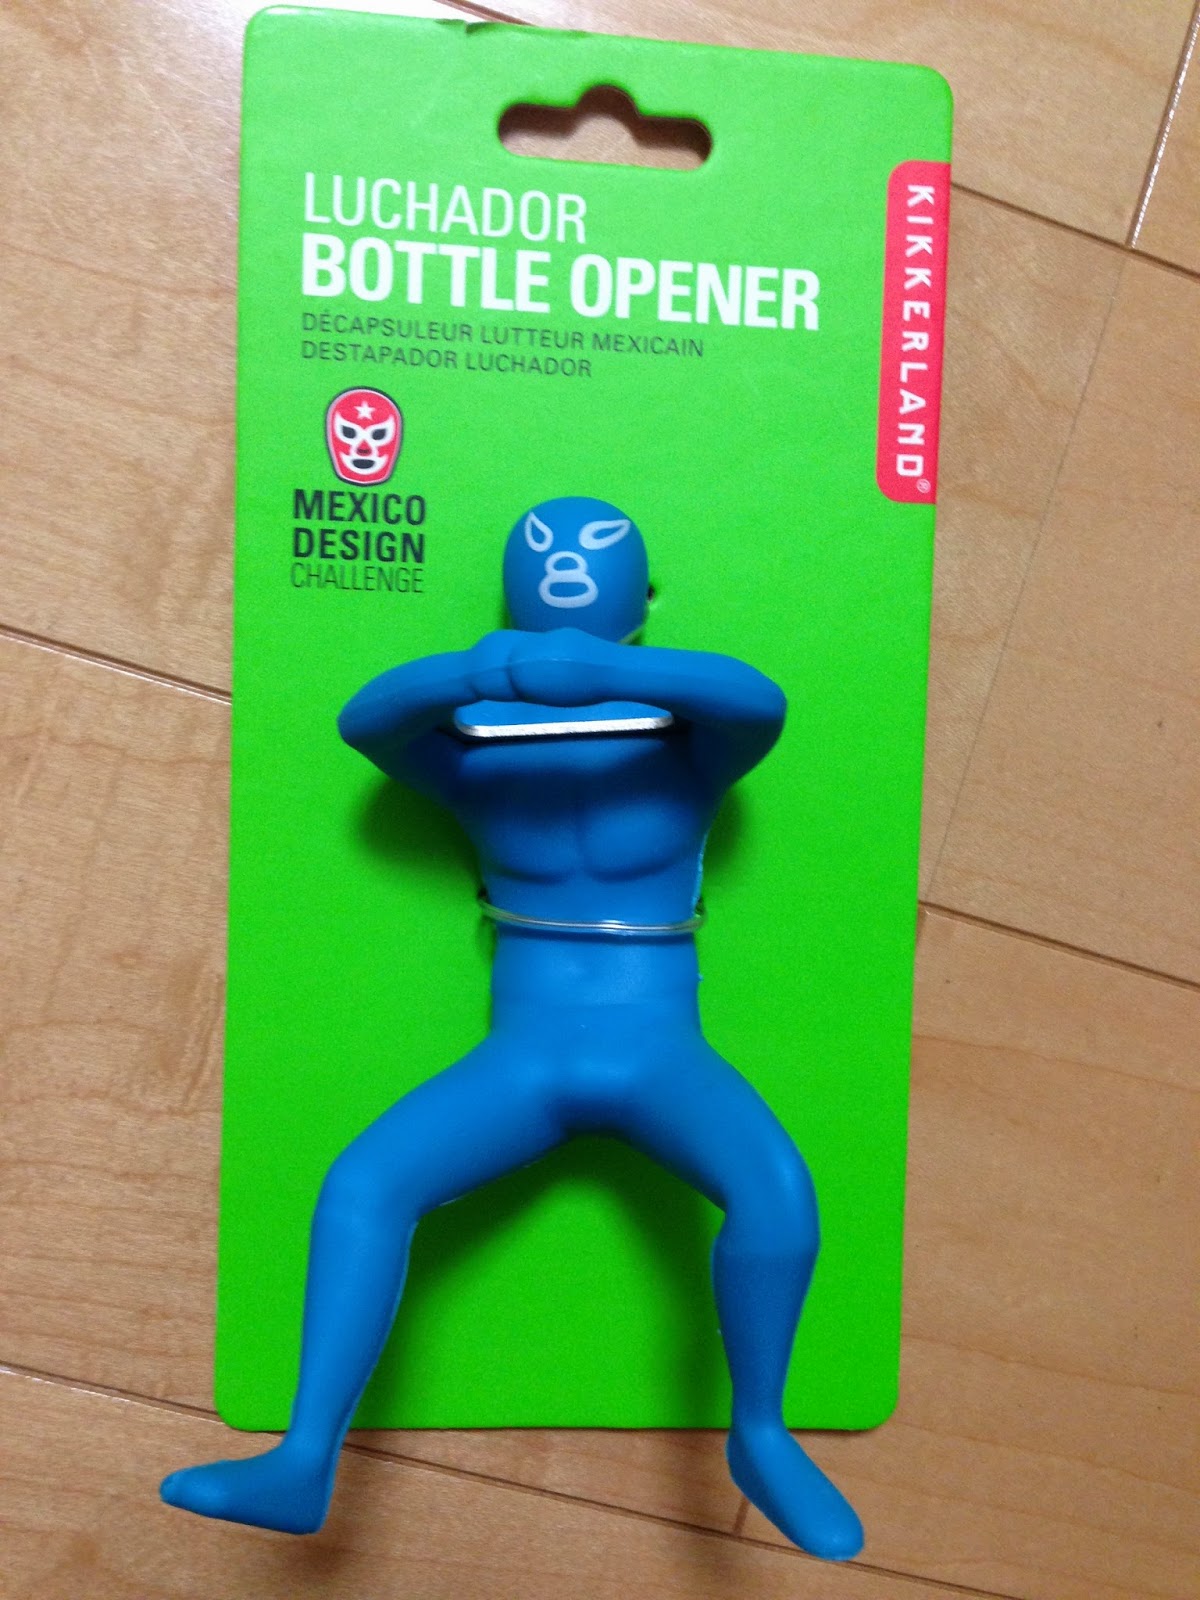 LUCHADOR
BOTTLE OPENER
DÉCAPSULEUR LUTTEUR MEXICAIN
DESTAPADOR LUCHADOR
MEXICO
DESIGN
CHALLENGE
KIKKERLAND®